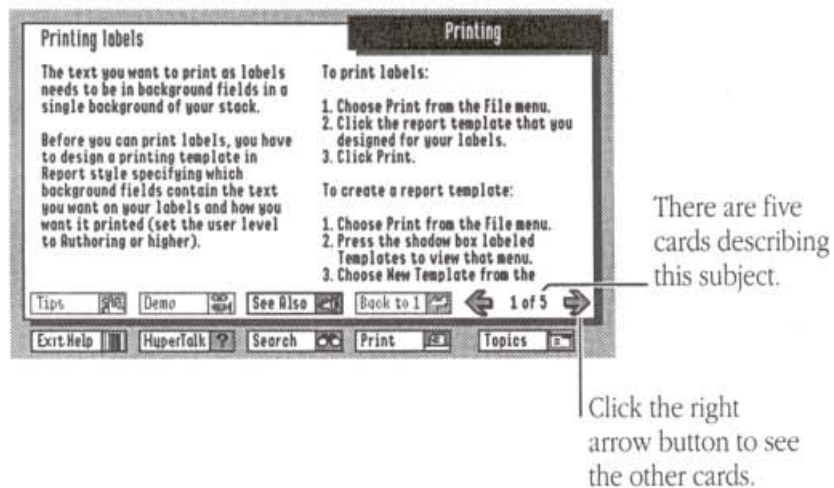 Printing labels
Printing
The text you want to print as labels
needs to be in background fields in a
single background of your stack.
Before you can print labels, you have
to design a printing template in
Report style specifying which
background fields contain the text
you want on your labels and how you
want it printed (set the user level
to Authoring or higher).
To print labels:
1. Choose Print from the File menu.
2. Click the report template that you
designed for your labels.
3. Click Print.
To create a report template:
1. Choose Print from the File menu.
2. Press the shadow box labeled
Templates to view that menu.
3. Choose New Template from the
Tips
Demo
See Also
Back to 1
1 of 5
Exit Help
HyperTalk ?
Search
Print
Topics
There are five
cards describing
this subject.
Click the right
arrow button to see
the other cards.